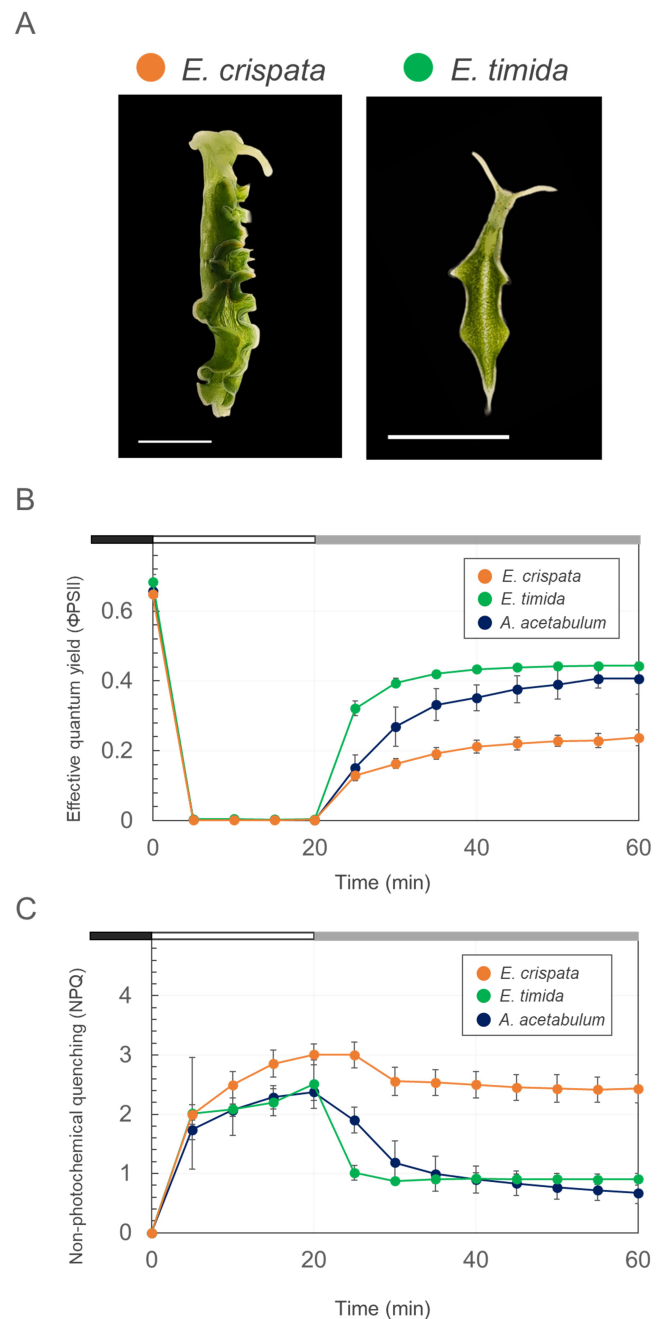 A
E. crispata
E. timida
B
Effective quantum yield (ΦPSII)
0.6
0.4
0.2
0
E. crispata
E. timida
A. acetabulum
0
20
40
60
Time (min)
C
Non-photochemical quenching (NPQ)
4
3
2
1
0
E. crispata
E. timida
A. acetabulum
0
20
40
60
Time (min)